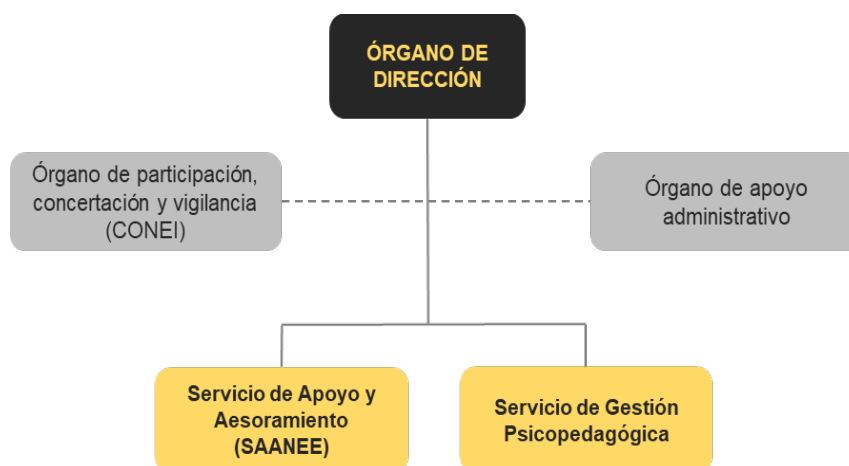 ÓRGANO DE
DIRECCIÓN
Órgano de participación,
concertación y vigilancia
(CONEI)
Órgano de apoyo
administrativo
Servicio de Apoyo y
Aesoramiento
(SAANEE)
Servicio de Gestión
Psicopedagógica